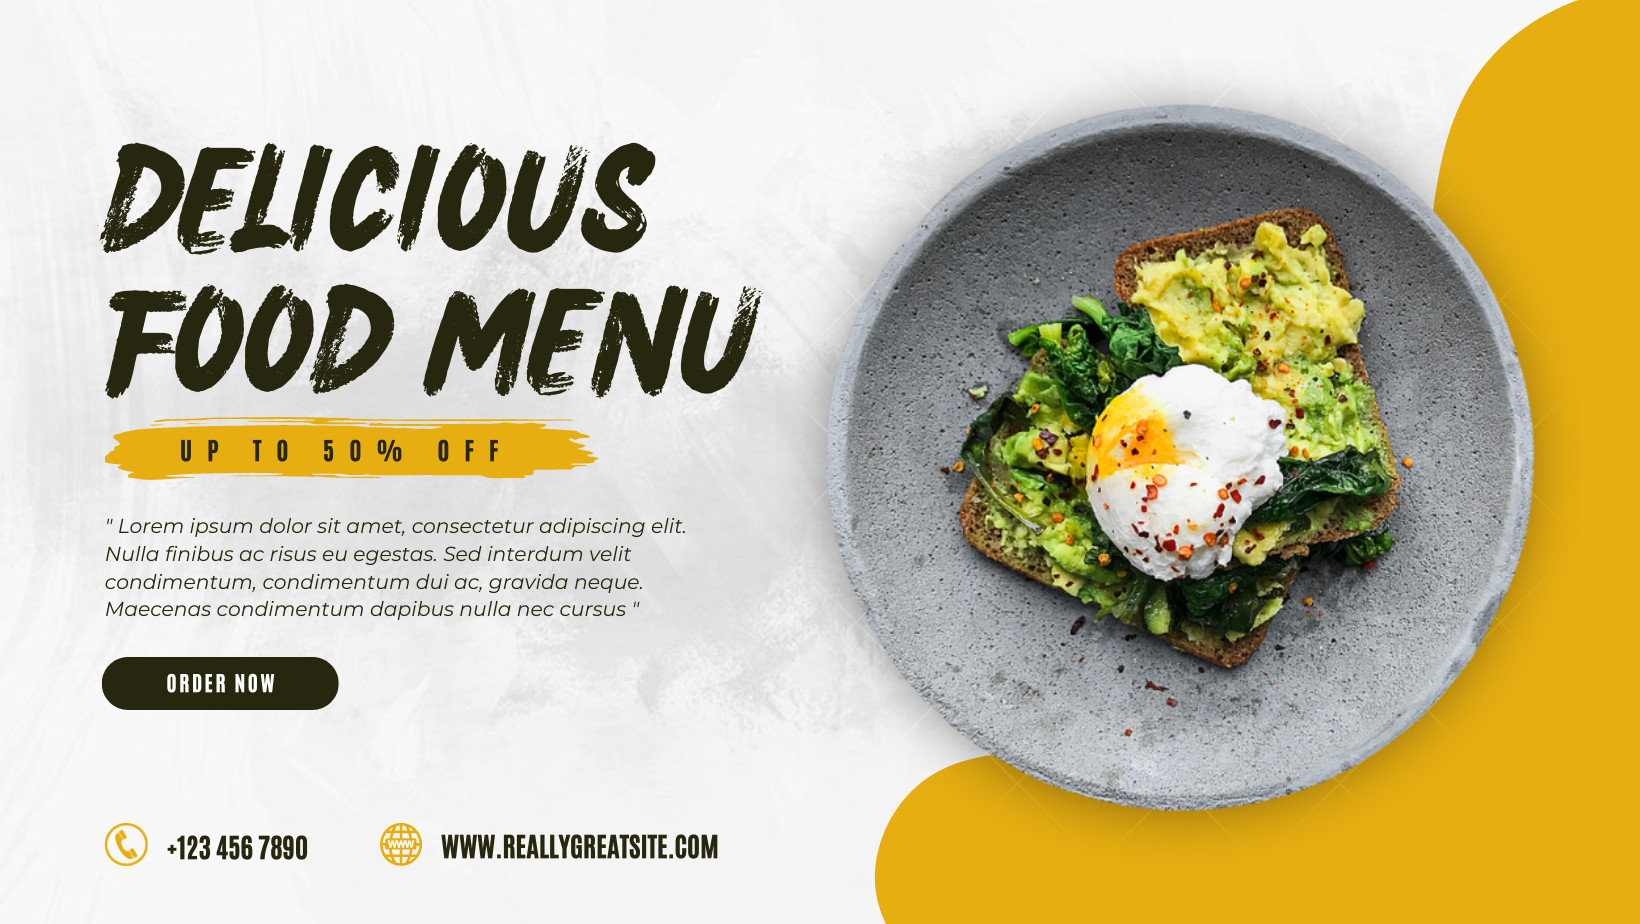 DELICIOUS
FOOD MENU
UP TO 50% OFF
" Lorem ipsum dolor sit amet, consectetur adipiscing elit.
Nulla finibus ac risus eu egestas. Sed interdum velit
condimentum, condimentum dui ac, gravida neque.
Maecenas condimentum dapibus nulla nec cursus "
ORDER NOW
+123 456 7890
WWW
WWW.REALLYGREATSITE.COM